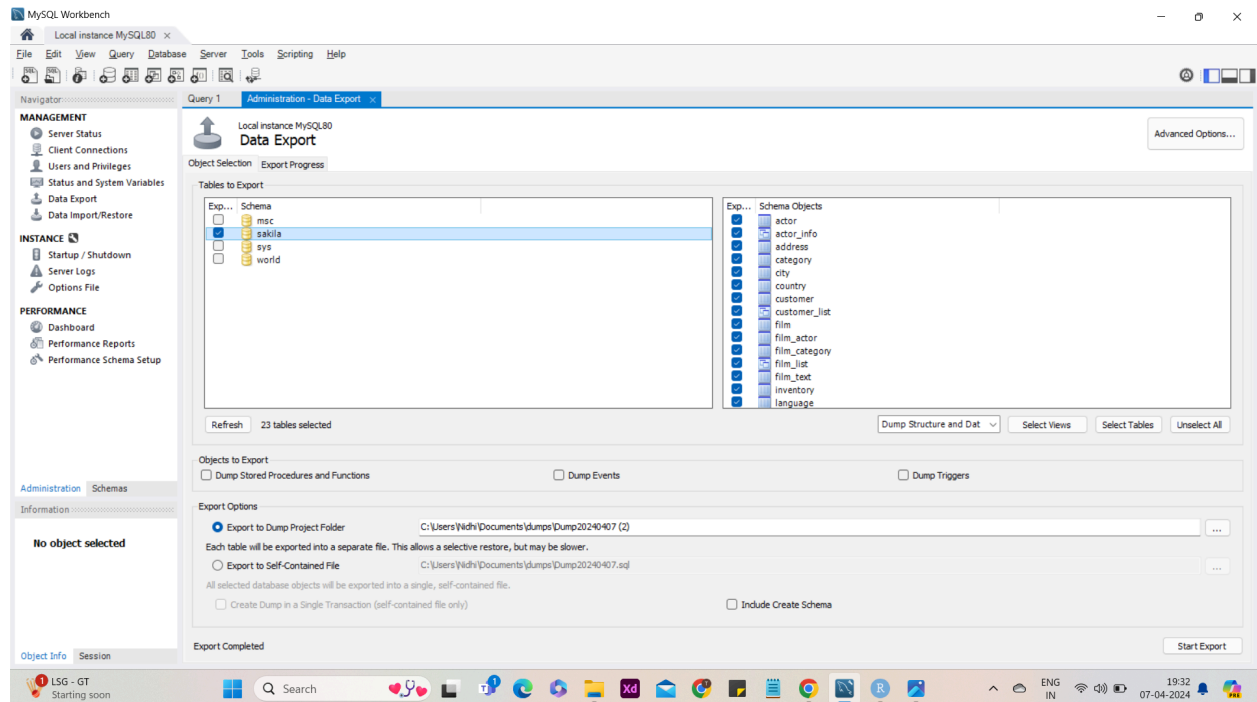 MySQL Workbench
Local instance MySQL80
File Edit View Query Database Server Tools Scripting Help
Navigator
MANAGEMENT
Server Status
Client Connections
Users and Privileges
Status and System Variables
Data Export
Data Import/Restore
INSTANCE
Startup / Shutdown
Server Logs
Options File
PERFORMANCE
Dashboard
Performance Reports
Performance Schema Setup
Administration Schemas
Information
No object selected
Object Info Session
Query 1 Administration - Data Export
Local instance MySQL80
Data Export
Advanced Options...
Object Selection Export Progress
Tables to Export
Exp... Schema
msc
sakila
sys
world
Exp... Schema Objects
actor
actor_info
address
category
city
country
customer
customer_list
film
film_actor
film_category
film_list
film_text
inventory
language
Refresh 23 tables selected Dump Structure and Dat Select Views Select Tables Unselect All
Objects to Export
Dump Stored Procedures and Functions Dump Events Dump Triggers
Export Options
Export to Dump Project Folder C:\Users\Nidhi\Documents\dumps\Dump20240407 (2) ...
Each table will be exported into a separate file. This allows a selective restore, but may be slower.
Export to Self-Contained File C:\Users\Nidhi\Documents\dumps\Dump20240407.sql ...
All selected database objects will be exported into a single, self-contained file.
Create Dump in a Single Transaction (self-contained file only) Include Create Schema
Export Completed Start Export
1 LSG - GT
Starting soon
Search
1
Xd
R
ENG
IN
19:32
07-04-2024
PRE